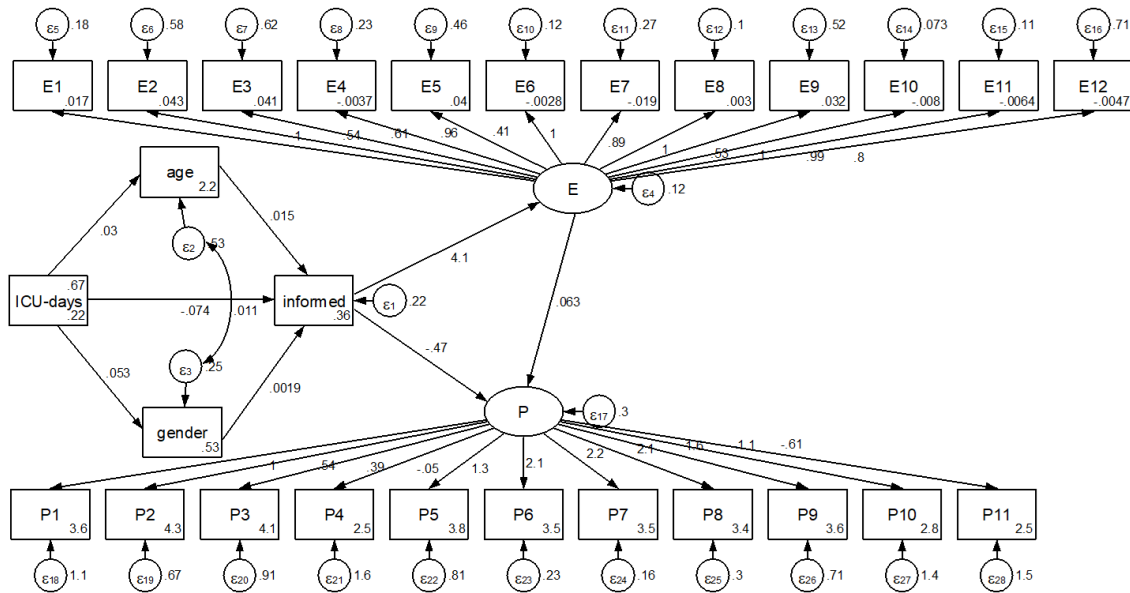 ε5 .18 ε6 .58 ε7 .62 ε8 .23 ε9 .46 ε10 .12 ε11 .27 ε12 .1 ε13 .52 ε14 .073 ε15 .11 ε16 .71
E1 E2 E3 E4 E5 E6 E7 E8 E9 E10 E11 E12
.017 .043 .041 -.0037 .04 -.0028 -.019 .003 .032 -.008 -.0064 -.0047
1 .54 .61 .96 .41 1 .89 1 .53 1 .99 .8
age
2.2
E
ε4 .12
.03
.015
ε2 .53
4.1
.67
ICU-days
.22
-.074
.011
informed
.36
ε1 .22
.063
ε3 .25
-.47
.053
.0019
gender
.53
P
ε17 .3
1 .54 .39 -.05 1.3 2.1 2.2 2.1 1.6 1.1 -.61
P1 P2 P3 P4 P5 P6 P7 P8 P9 P10 P11
3.6 4.3 4.1 2.5 3.8 3.5 3.5 3.4 3.6 2.8 2.5
ε18 1.1 ε19 .67 ε20 .91 ε21 1.6 ε22 .81 ε23 .23 ε24 .16 ε25 .3 ε26 .71 ε27 1.4 ε28 1.5